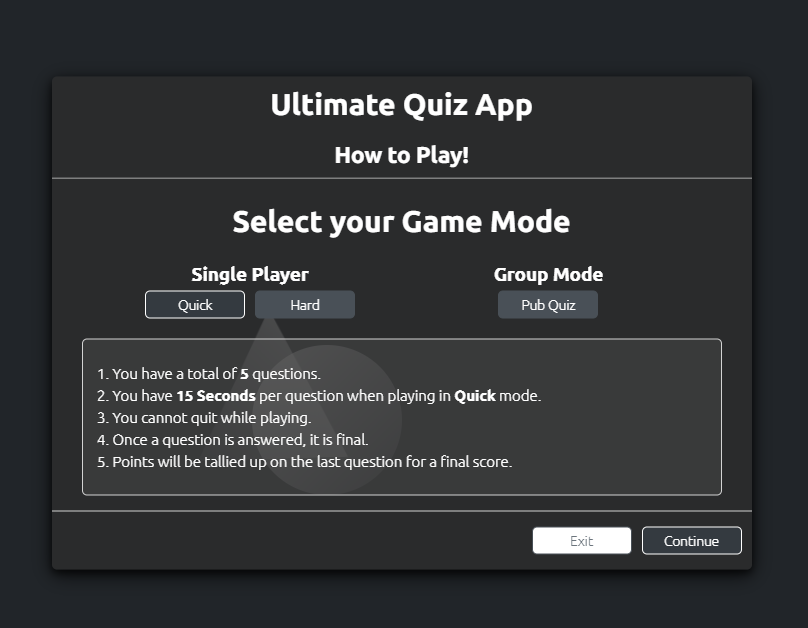 Ultimate Quiz App
How to Play!
Select your Game Mode
Single Player
Quick
Hard
Group Mode
Pub Quiz
1. You have a total of 5 questions.
2. You have 15 Seconds per question when playing in Quick mode.
3. You cannot quit while playing.
4. Once a question is answered, it is final.
5. Points will be tallied up on the last question for a final score.
Exit
Continue